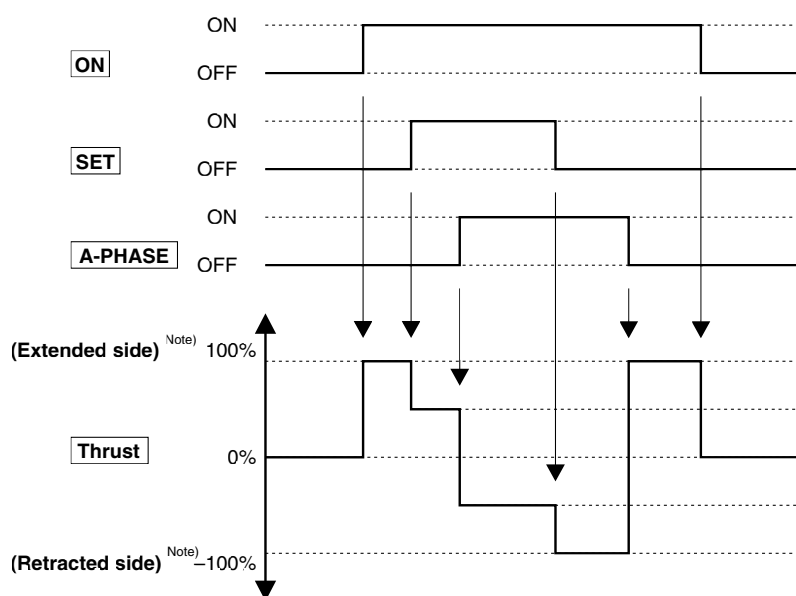 ON
ON
OFF
ON
SET
OFF
ON
A-PHASE
OFF
(Extended side) Note) 100%
Thrust
0%
(Retracted side) Note) –100%